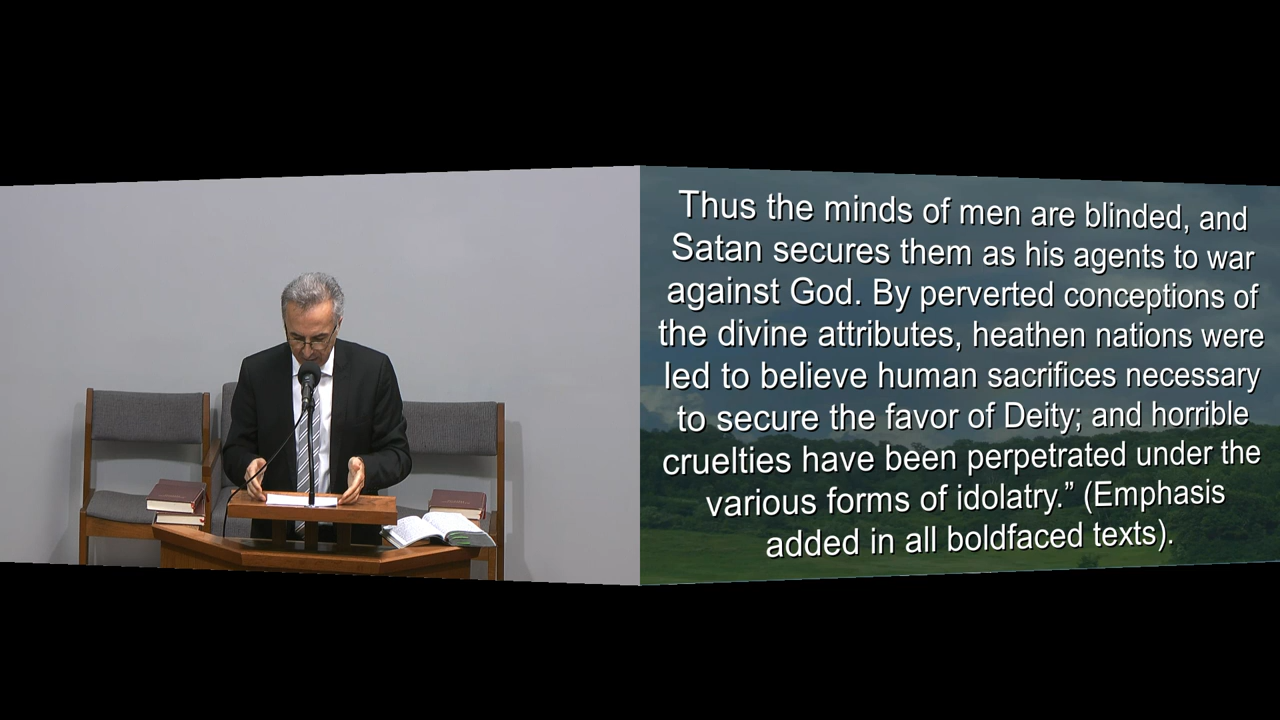 Thus the minds of men are blinded, and
Satan secures them as his agents to war
against God. By perverted conceptions of
the divine attributes, heathen nations were
led to believe human sacrifices necessary
to secure the favor of Deity; and horrible
cruelties have been perpetrated under the
various forms of idolatry.” (Emphasis
added in all boldfaced texts).